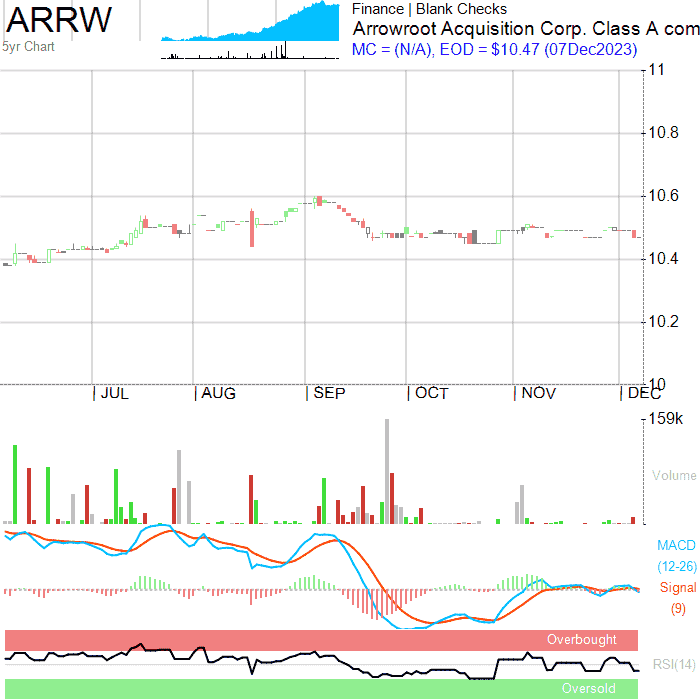 ARRW
5yr Chart
Finance | Blank Checks
Arrowroot Acquisition Corp. Class A com
MC = (N/A), EOD = $10.47 (07Dec2023)
11
10.8
10.6
10.4
10.2
10
JUL AUG SEP OCT NOV DEC
159k
Volume
MACD
(12-26)
Signal
(9)
Overbought
RSI(14)
Oversold